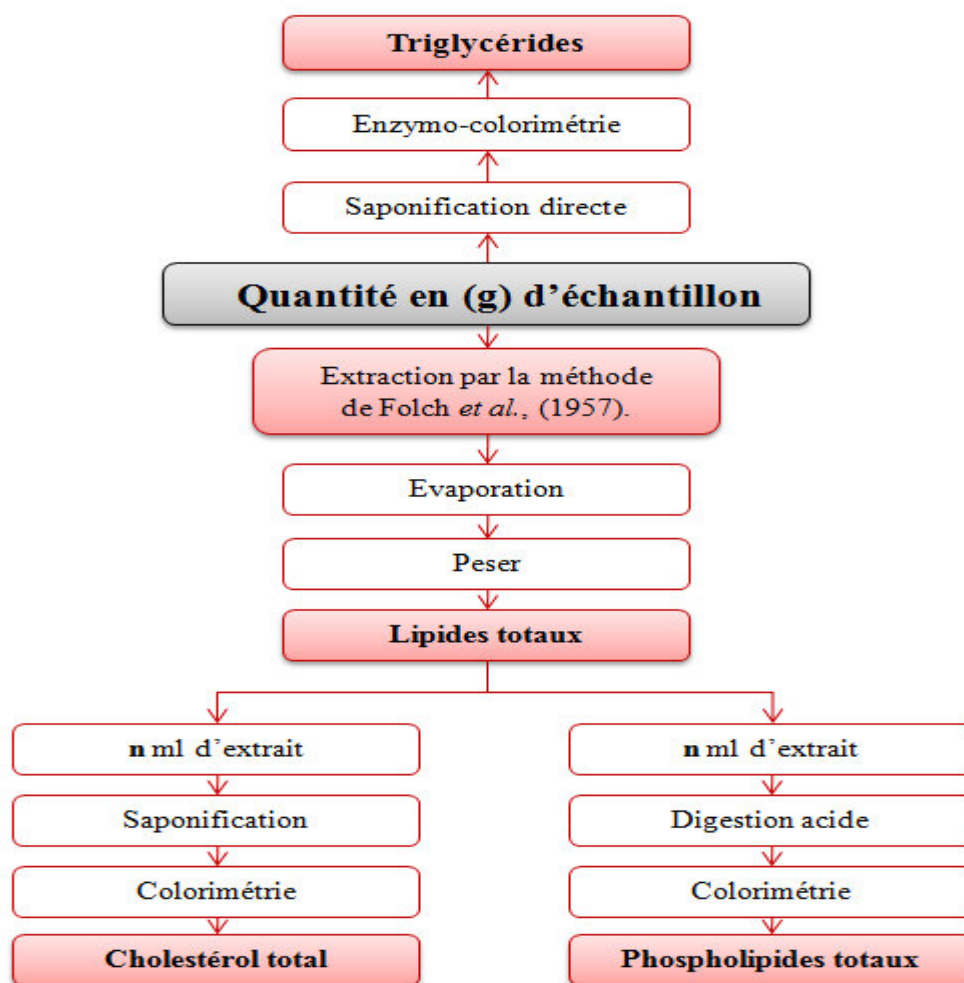 Triglycérides
Enzymo-colorimétrie
Saponification directe
Quantité en (g) d’échantillon
Extraction par la méthode
de Folch et al., (1957).
Evaporation
Peser
Lipides totaux
n ml d’extrait
Saponification
Colorimétrie
Cholestérol total
n ml d’extrait
Digestion acide
Colorimétrie
Phospholipides totaux